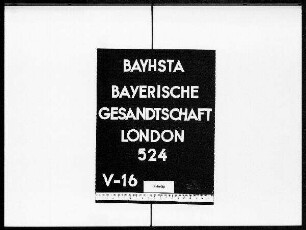 BAYHSTA
BAYERISCHE
GESANDTSCHAFT
LONDON
524
V-16